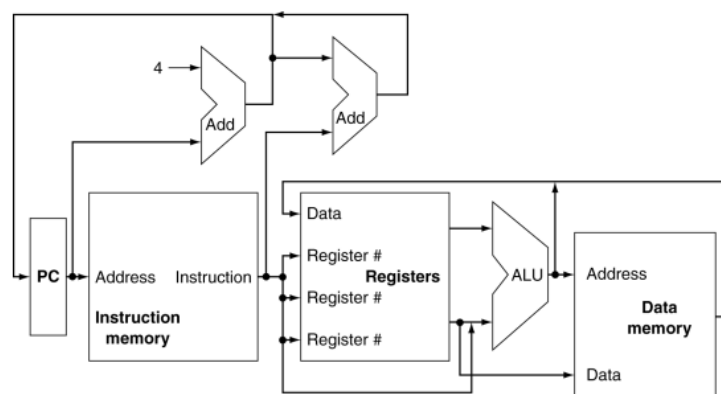 4
Add
Add
PC
Address
Instruction
Instruction
memory
Data
Register #
Registers
Register #
Register #
ALU
Address
Data
memory
Data